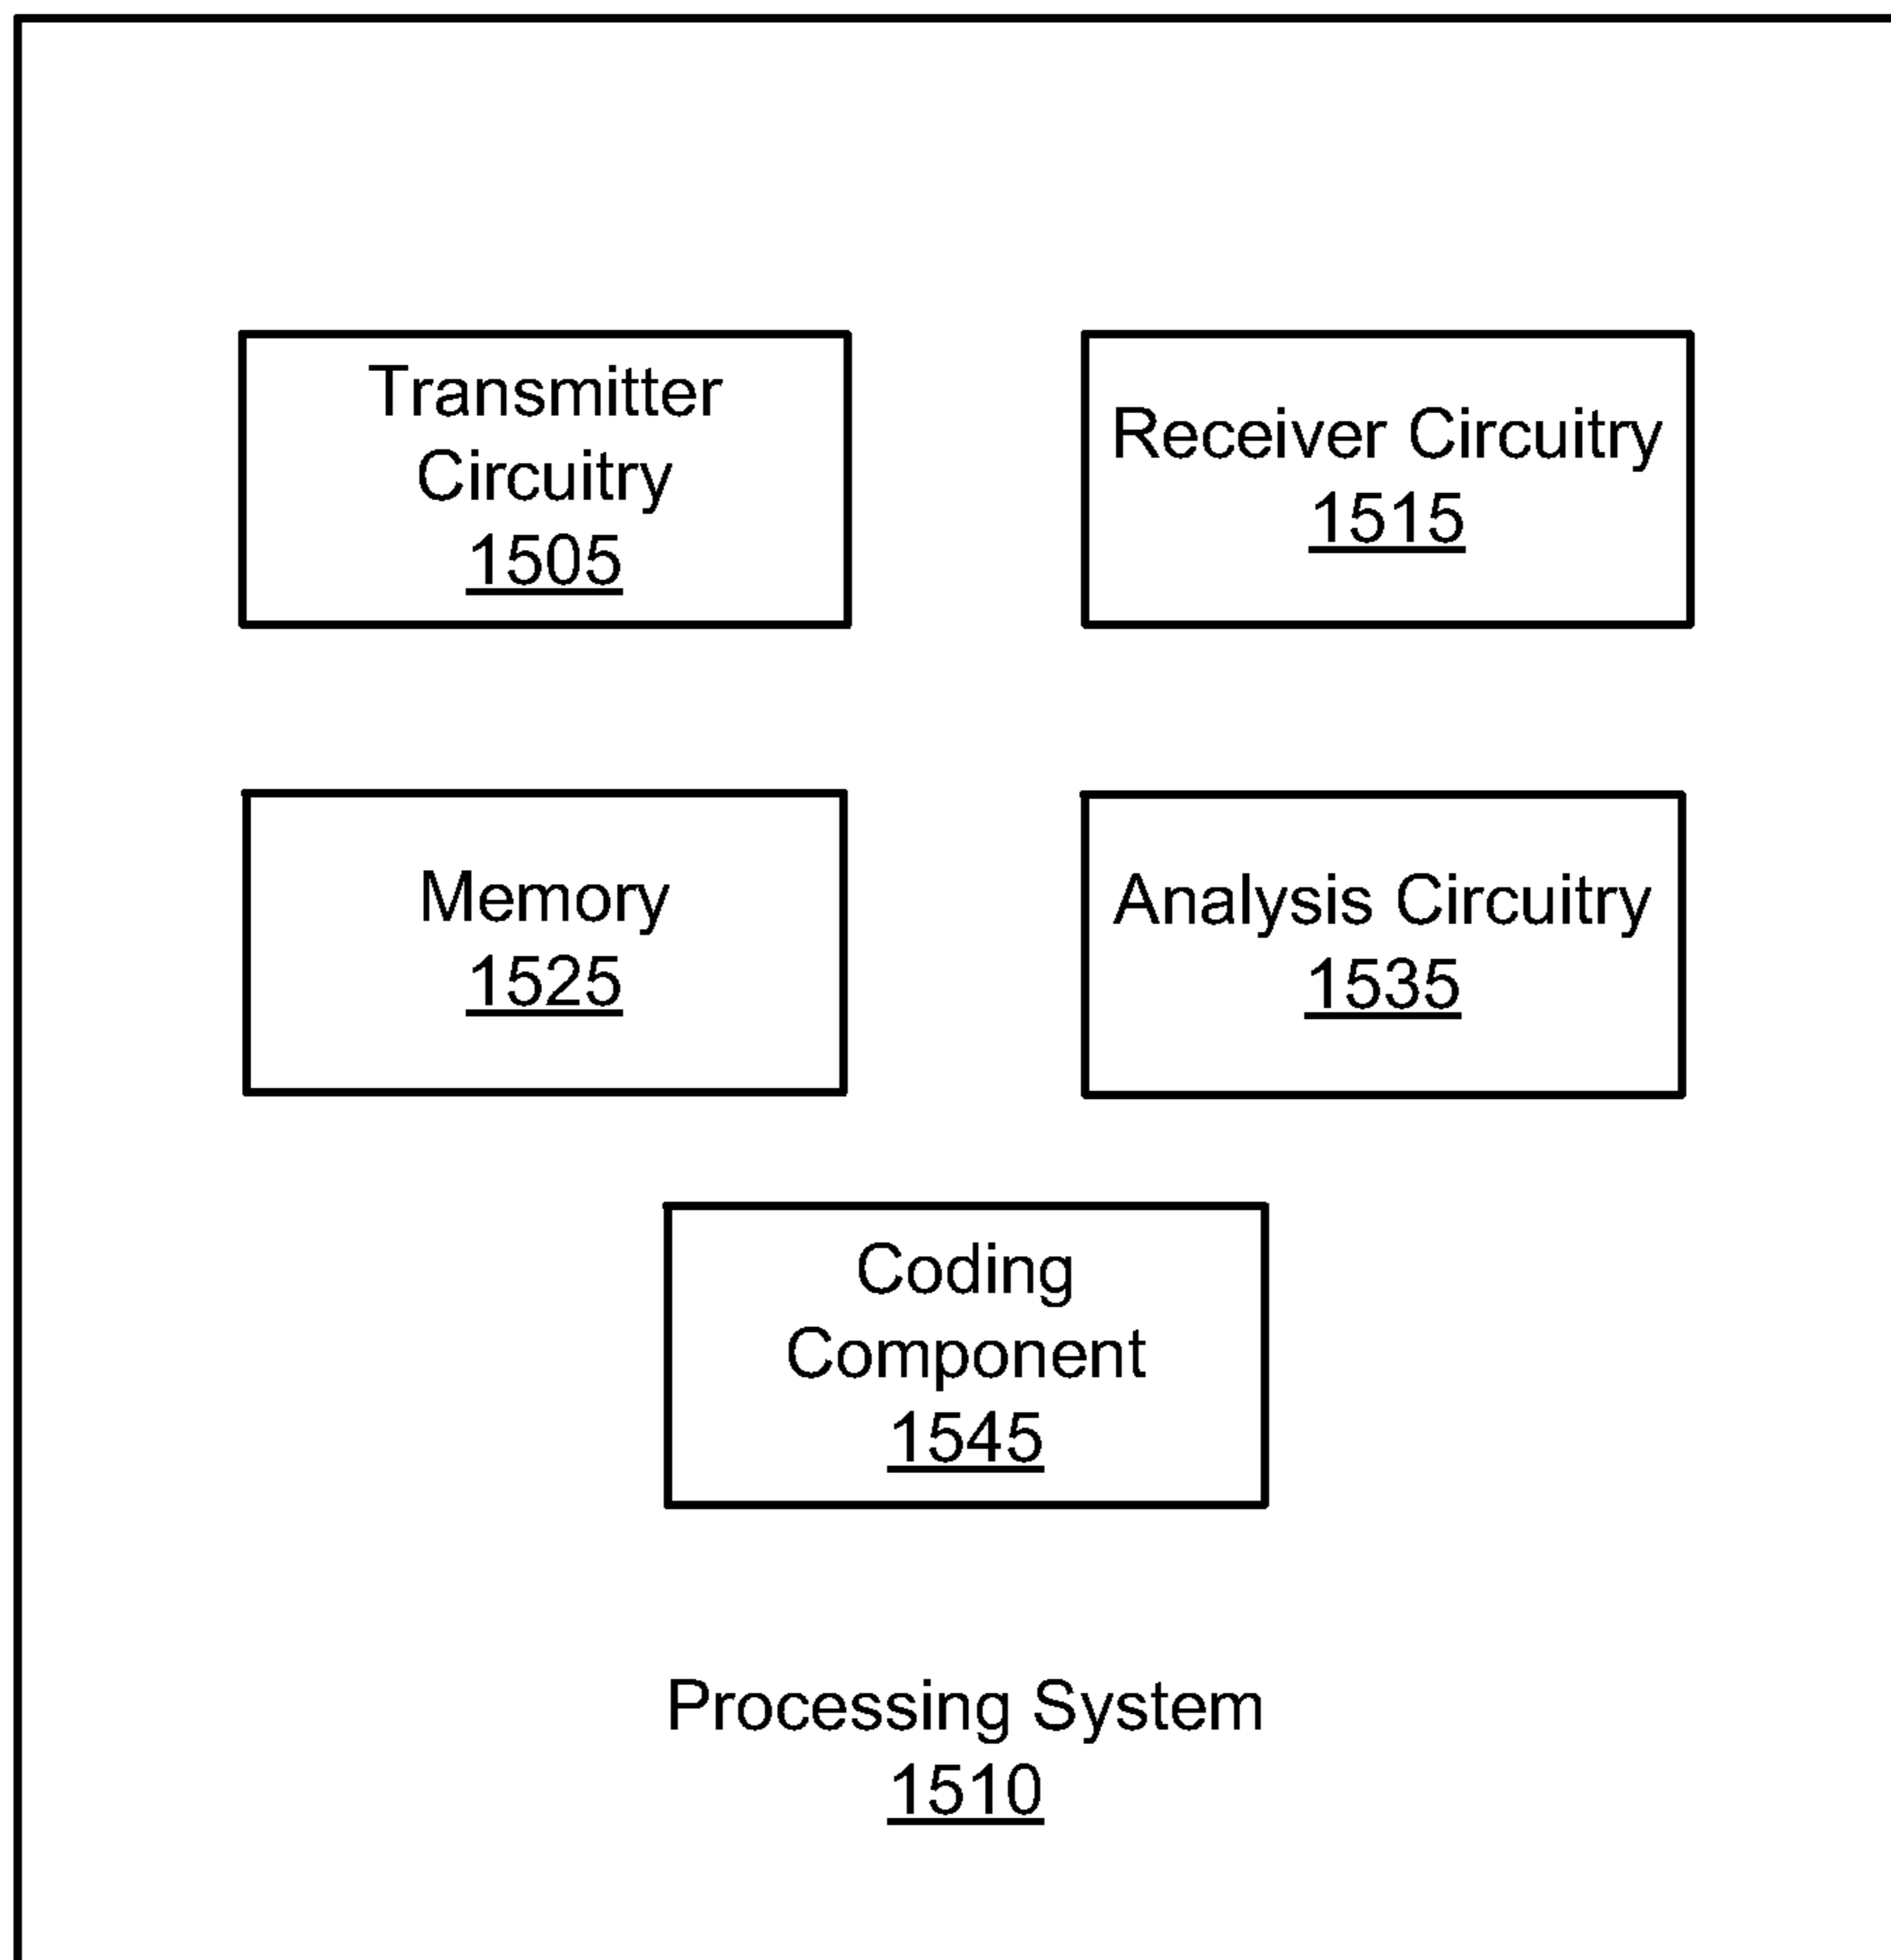 Transmitter
Circuitry
1505
Receiver Circuitry
1515
Memory
1525
Analysis Circuitry
1535
Coding
Component
1545
Processing System
1510